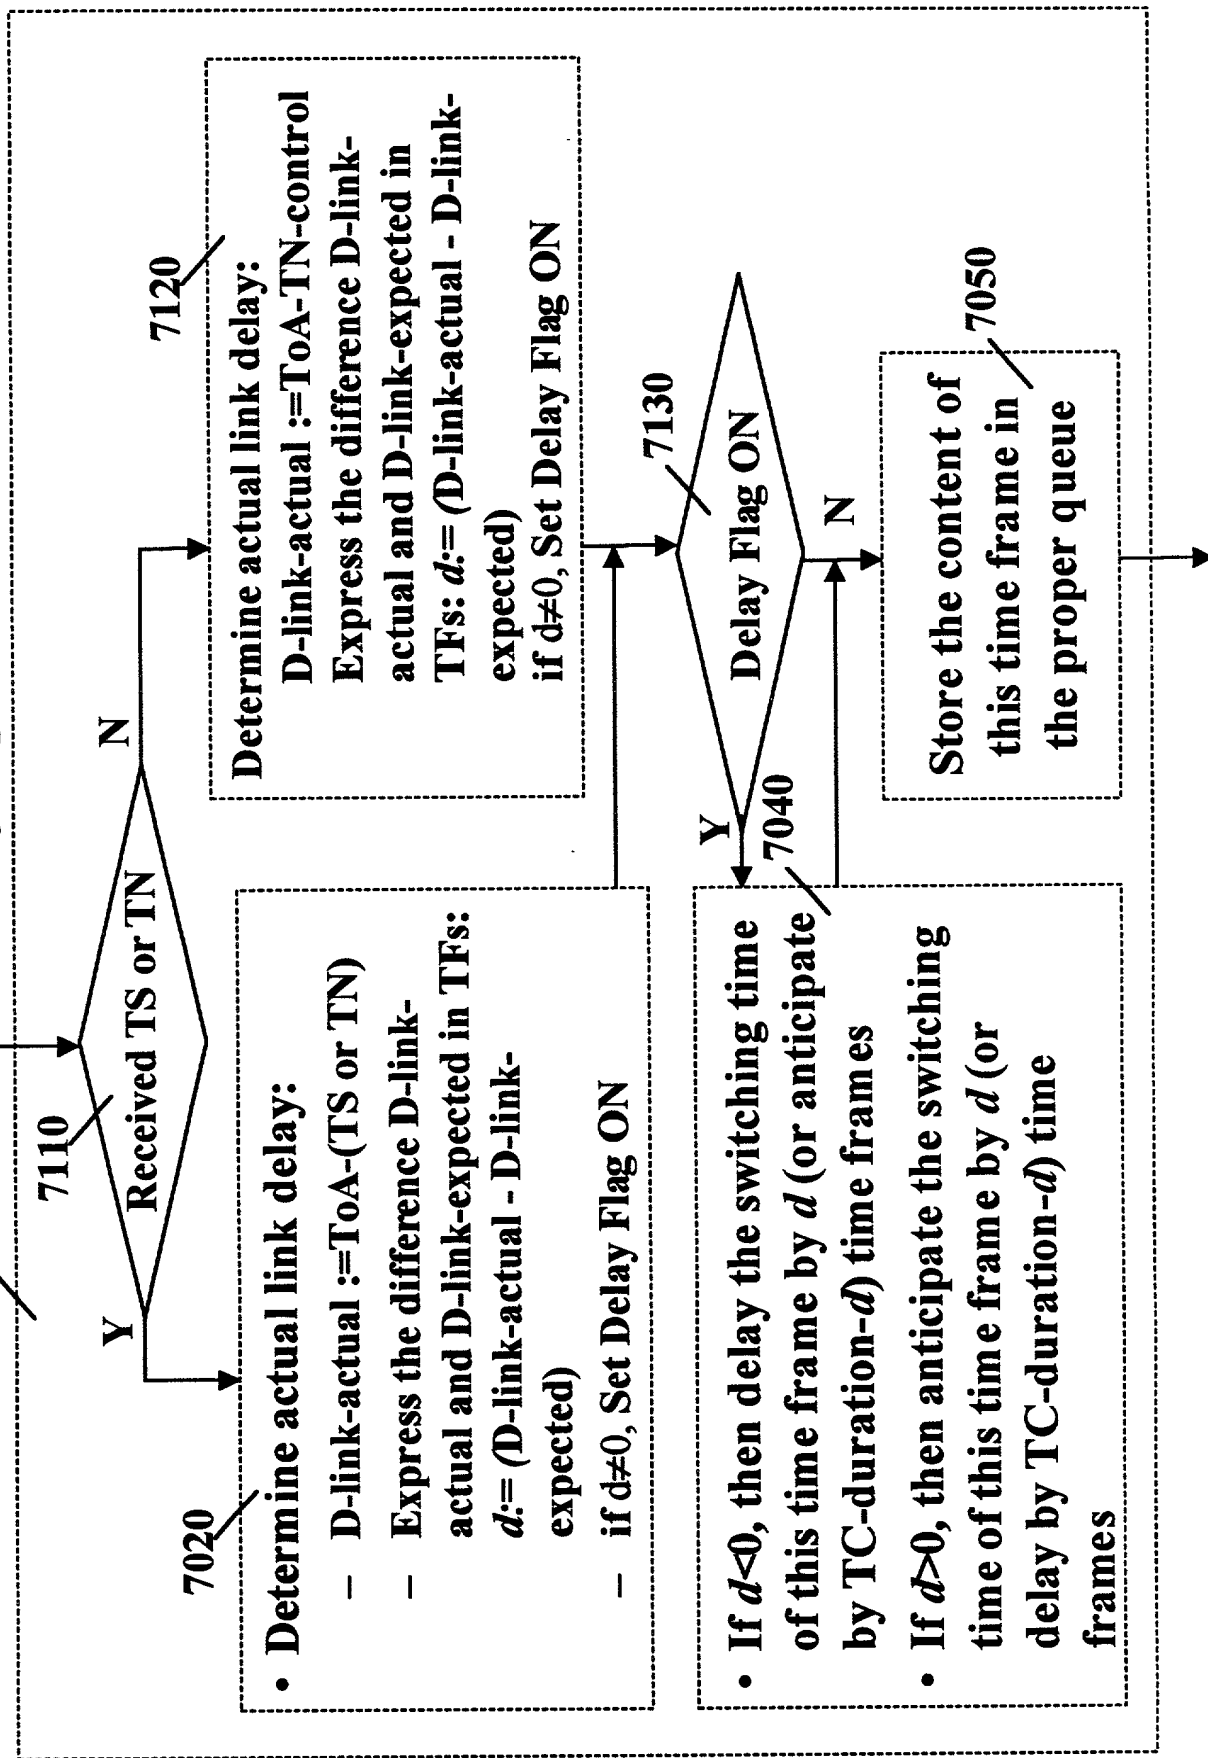 7110
Received TS or TN
Y
N
7020
• Determine actual link delay:
– D-link-actual :=ToA-(TS or TN)
– Express the difference D-link-
actual and D-link-expected in TFs:
d:= (D-link-actual - D-link-
expected)
– if d≠0, Set Delay Flag ON
7120
Determine actual link delay:
D-link-actual :=ToA-TN-control
Express the difference D-link-
actual and D-link-expected in
TFs: d:= (D-link-actual - D-link-
expected)
if d≠0, Set Delay Flag ON
7130
Delay Flag ON
Y
N
7040
• If d<0, then delay the switching time
of this time frame by d (or anticipate
by TC-duration-d) time frames
• If d>0, then anticipate the switching
time of this time frame by d (or
delay by TC-duration-d) time
frames
7050
Store the content of
this time frame in
the proper queue